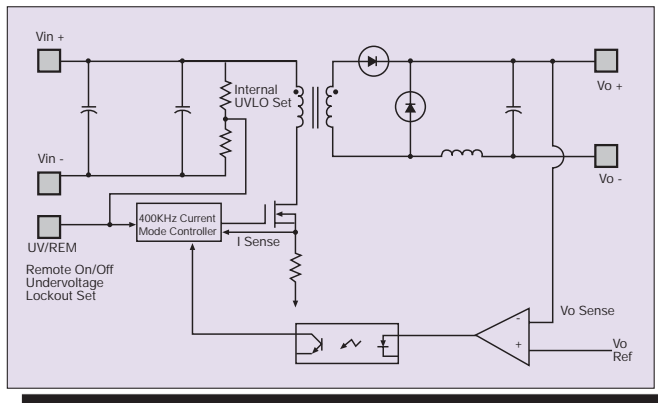 Vin +
Vo +
Internal
UVLO Set
Vin -
Vo -
400KHz Current
Mode Controller
UV/REM
I Sense
Remote On/Off
Undervoltage
Lockout Set
Vo Sense
-
+
Vo
Ref